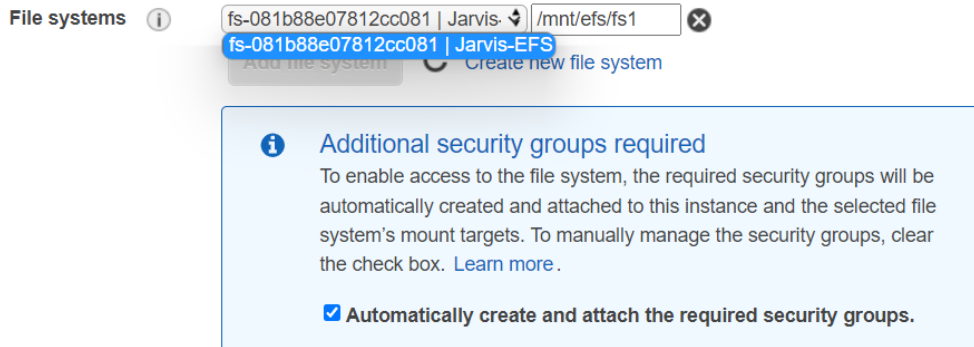 File systems
fs-081b88e07812cc081 | Jarvis- /mnt/efs/fs1
fs-081b88e07812cc081 | Jarvis-EFS
Add file system Create new file system
Additional security groups required
To enable access to the file system, the required security groups will be
automatically created and attached to this instance and the selected file
system's mount targets. To manually manage the security groups, clear
the check box. Learn more.
Automatically create and attach the required security groups.